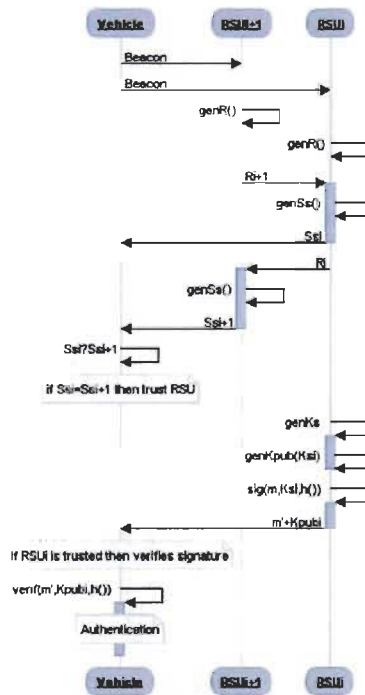 Vehicle RSUi+1 RSUi
Beacon
Beacon
genR()
genR()
Ri+1
genSsi()
Ssi
Ri
genSs()
Ssi+1
Ssi?Ssi+1
if Ssi=Ssi+1 then trust RSU
genKs
genKpub(Ksi)
sig(m,Ksi,h())
m'+Kpubi
If RSUi is trusted then verifies signature
verif(m',Kpubi,h())
Authentication
Vehicle RSUi+1 RSUi